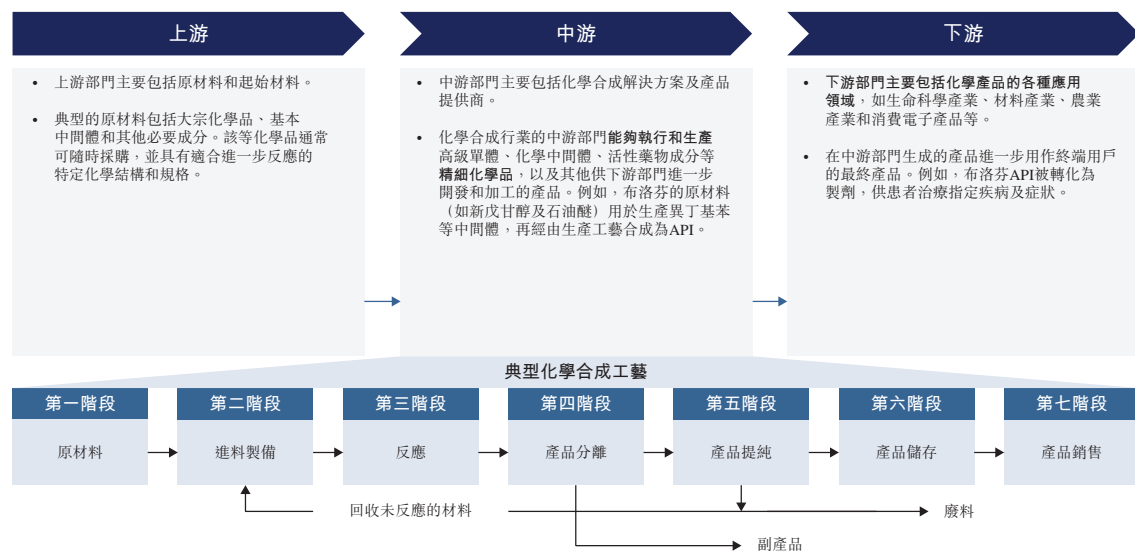 上游
• 上游部門主要包括原材料和起始材料。
• 典型的原材料包括大宗化學品、基本
中間體和其他必要成分。該等化學品通常
可隨時採購，並具有適合進一步反應的
特定化學結構和規格。
中游
• 中游部門主要包括化學合成解決方案及產品
提供商。
• 化學合成行業的中游部門能夠執行和生產
高級單體、化學中間體、活性藥物成分等
精細化學品，以及其他供下游部門進一步
開發和加工的產品。例如，布洛芬的原材料
（如新戊甘醇及石油醚）用於生產異丁基苯
等中間體，再經由生產工藝合成為API。
下游
• 下游部門主要包括化學產品的各種應用
領域，如生命科學產業、材料產業、農業
產業和消費電子產品等。
• 在中游部門生成的產品進一步用作終端用戶
的最終產品。例如，布洛芬API被轉化為
製劑，供患者治療指定疾病及症狀。
典型化學合成工藝
第一階段
原材料
第二階段
進料製備
第三階段
反應
第四階段
產品分離
第五階段
產品提純
第六階段
產品儲存
第七階段
產品銷售
回收未反應的材料
廢料
副產品